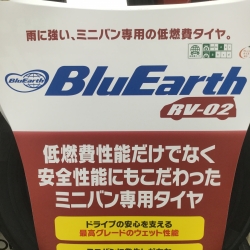 雨に強い、ミニバン専用の低燃費タイヤ。
BluEarth
BluEarth
RV-02
低燃費性能だけでなく
安全性能にもこだわった
ミニバン専用タイヤ
ドライブの安心を支える
最高グレードのウェット性能